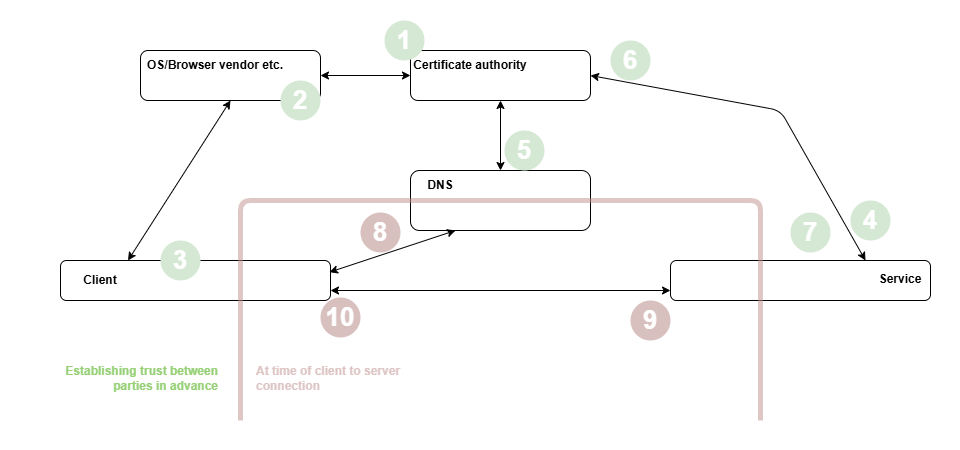 1
6
OS/Browser vendor etc.
Certificate authority
2
5
DNS
8
7
4
3
Client
Service
10
9
Establishing trust between
parties in advance
At time of client to server
connection